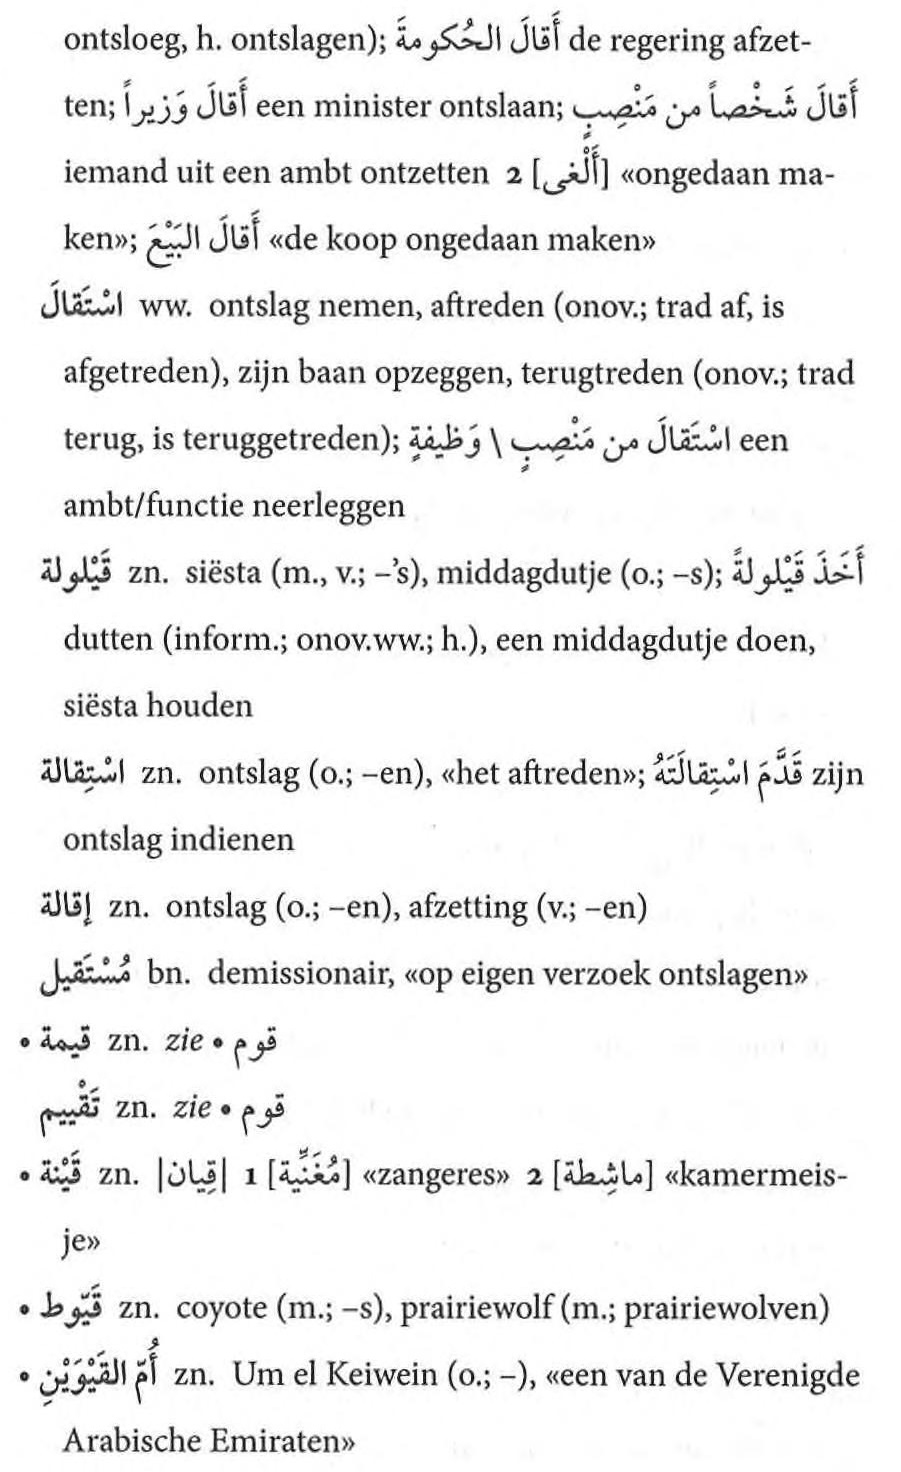 ontsloeg, h. ontslagen); أَقالَ الحُكومةَ de regering afzet-
ten; أَقالَ وَزيراً een minister ontslaan; أَقالَ شَخْصاً من مَنْصِبٍ
iemand uit een ambt ontzetten 2 [أَلْغى] «ongedaan ma-
ken»; أَقالَ البَيْعَ «de koop ongedaan maken»
اسْتَقالَ ww. ontslag nemen, aftreden (onov.; trad af, is
afgetreden), zijn baan opzeggen, terugtreden (onov.; trad
terug, is teruggetreden); اسْتَقالَ من مَنْصِبٍ \ وَظيفةٍ een
ambt/functie neerleggen
قَيْلولة zn. siësta (m., v.; –’s), middagdutje (o.; –s); أَخَذَ قَيْلولةً
dutten (inform.; onov.ww.; h.), een middagdutje doen,
siësta houden
اسْتِقالة zn. ontslag (o.; –en), «het aftreden»; قَدَّمَ اسْتِقالَتَهُ zijn
ontslag indienen
إقالة zn. ontslag (o.; –en), afzetting (v.; –en)
مُسْتَقيل bn. demissionair, «op eigen verzoek ontslagen»
• قيمة zn. zie • قوم
تَقْييم zn. zie • قوم
• قَيْنة zn. |قِيان| 1 [مُغَنِّية] «zangeres» 2 [ماشِطة] «kamermeis-
je»
• قَيّوط zn. coyote (m.; –s), prairiewolf (m.; prairiewolven)
• أُمّ القَيْوَيْنِ zn. Um el Keiwein (o.; –), «een van de Verenigde
Arabische Emiraten»